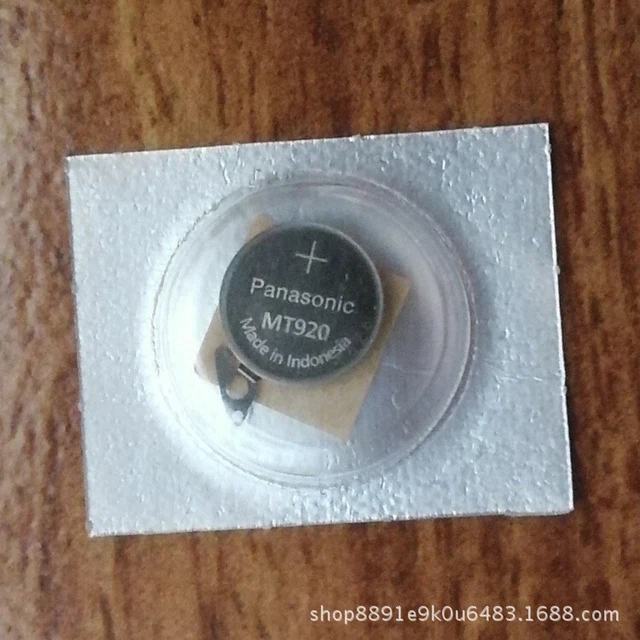 +
Panasonic
MT920
Made in Indonesia
shop8891e9k0u6483.1688.com